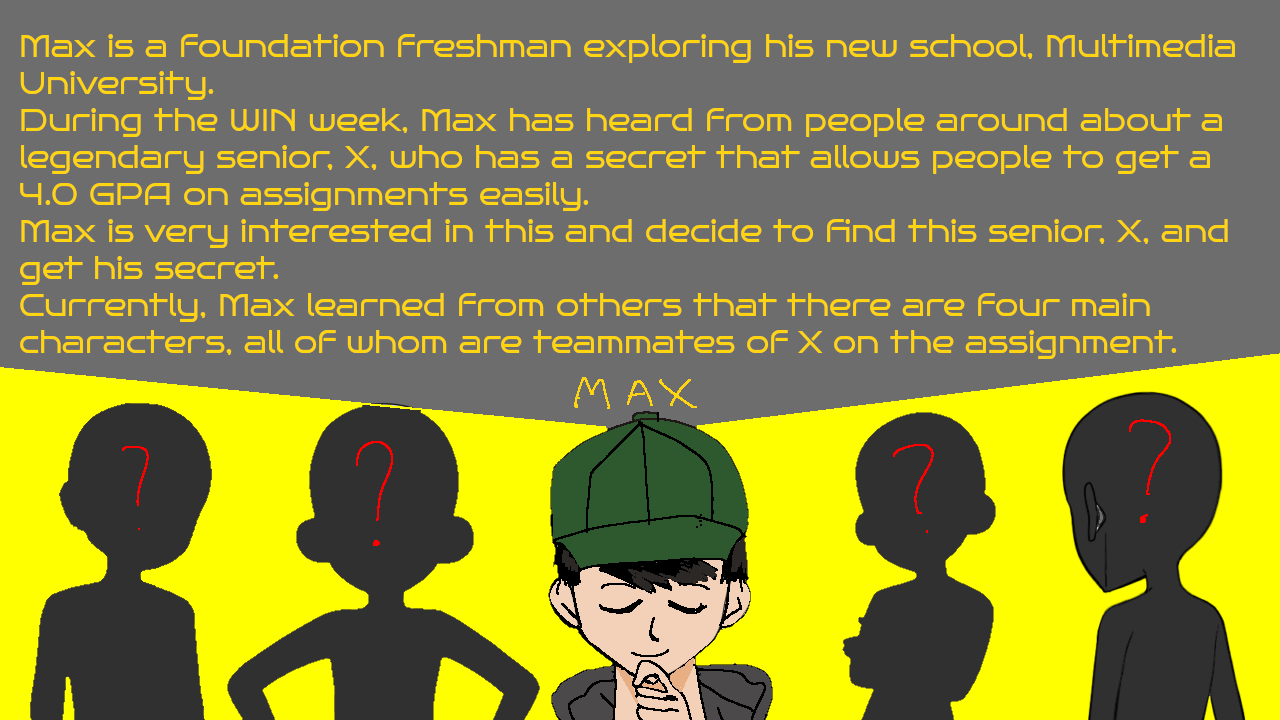 Max is a foundation freshman exploring his new school, Multimedia
University.
During the WIN week, Max has heard from people around about a
legendary senior, X, who has a secret that allows people to get a
4.0 GPA on assignments easily.
Max is very interested in this and decide to find this senior, X, and
get his secret.
Currently, Max learned from others that there are four main
characters, all of whom are teammates of X on the assignment.
MAX
? ? ? ?